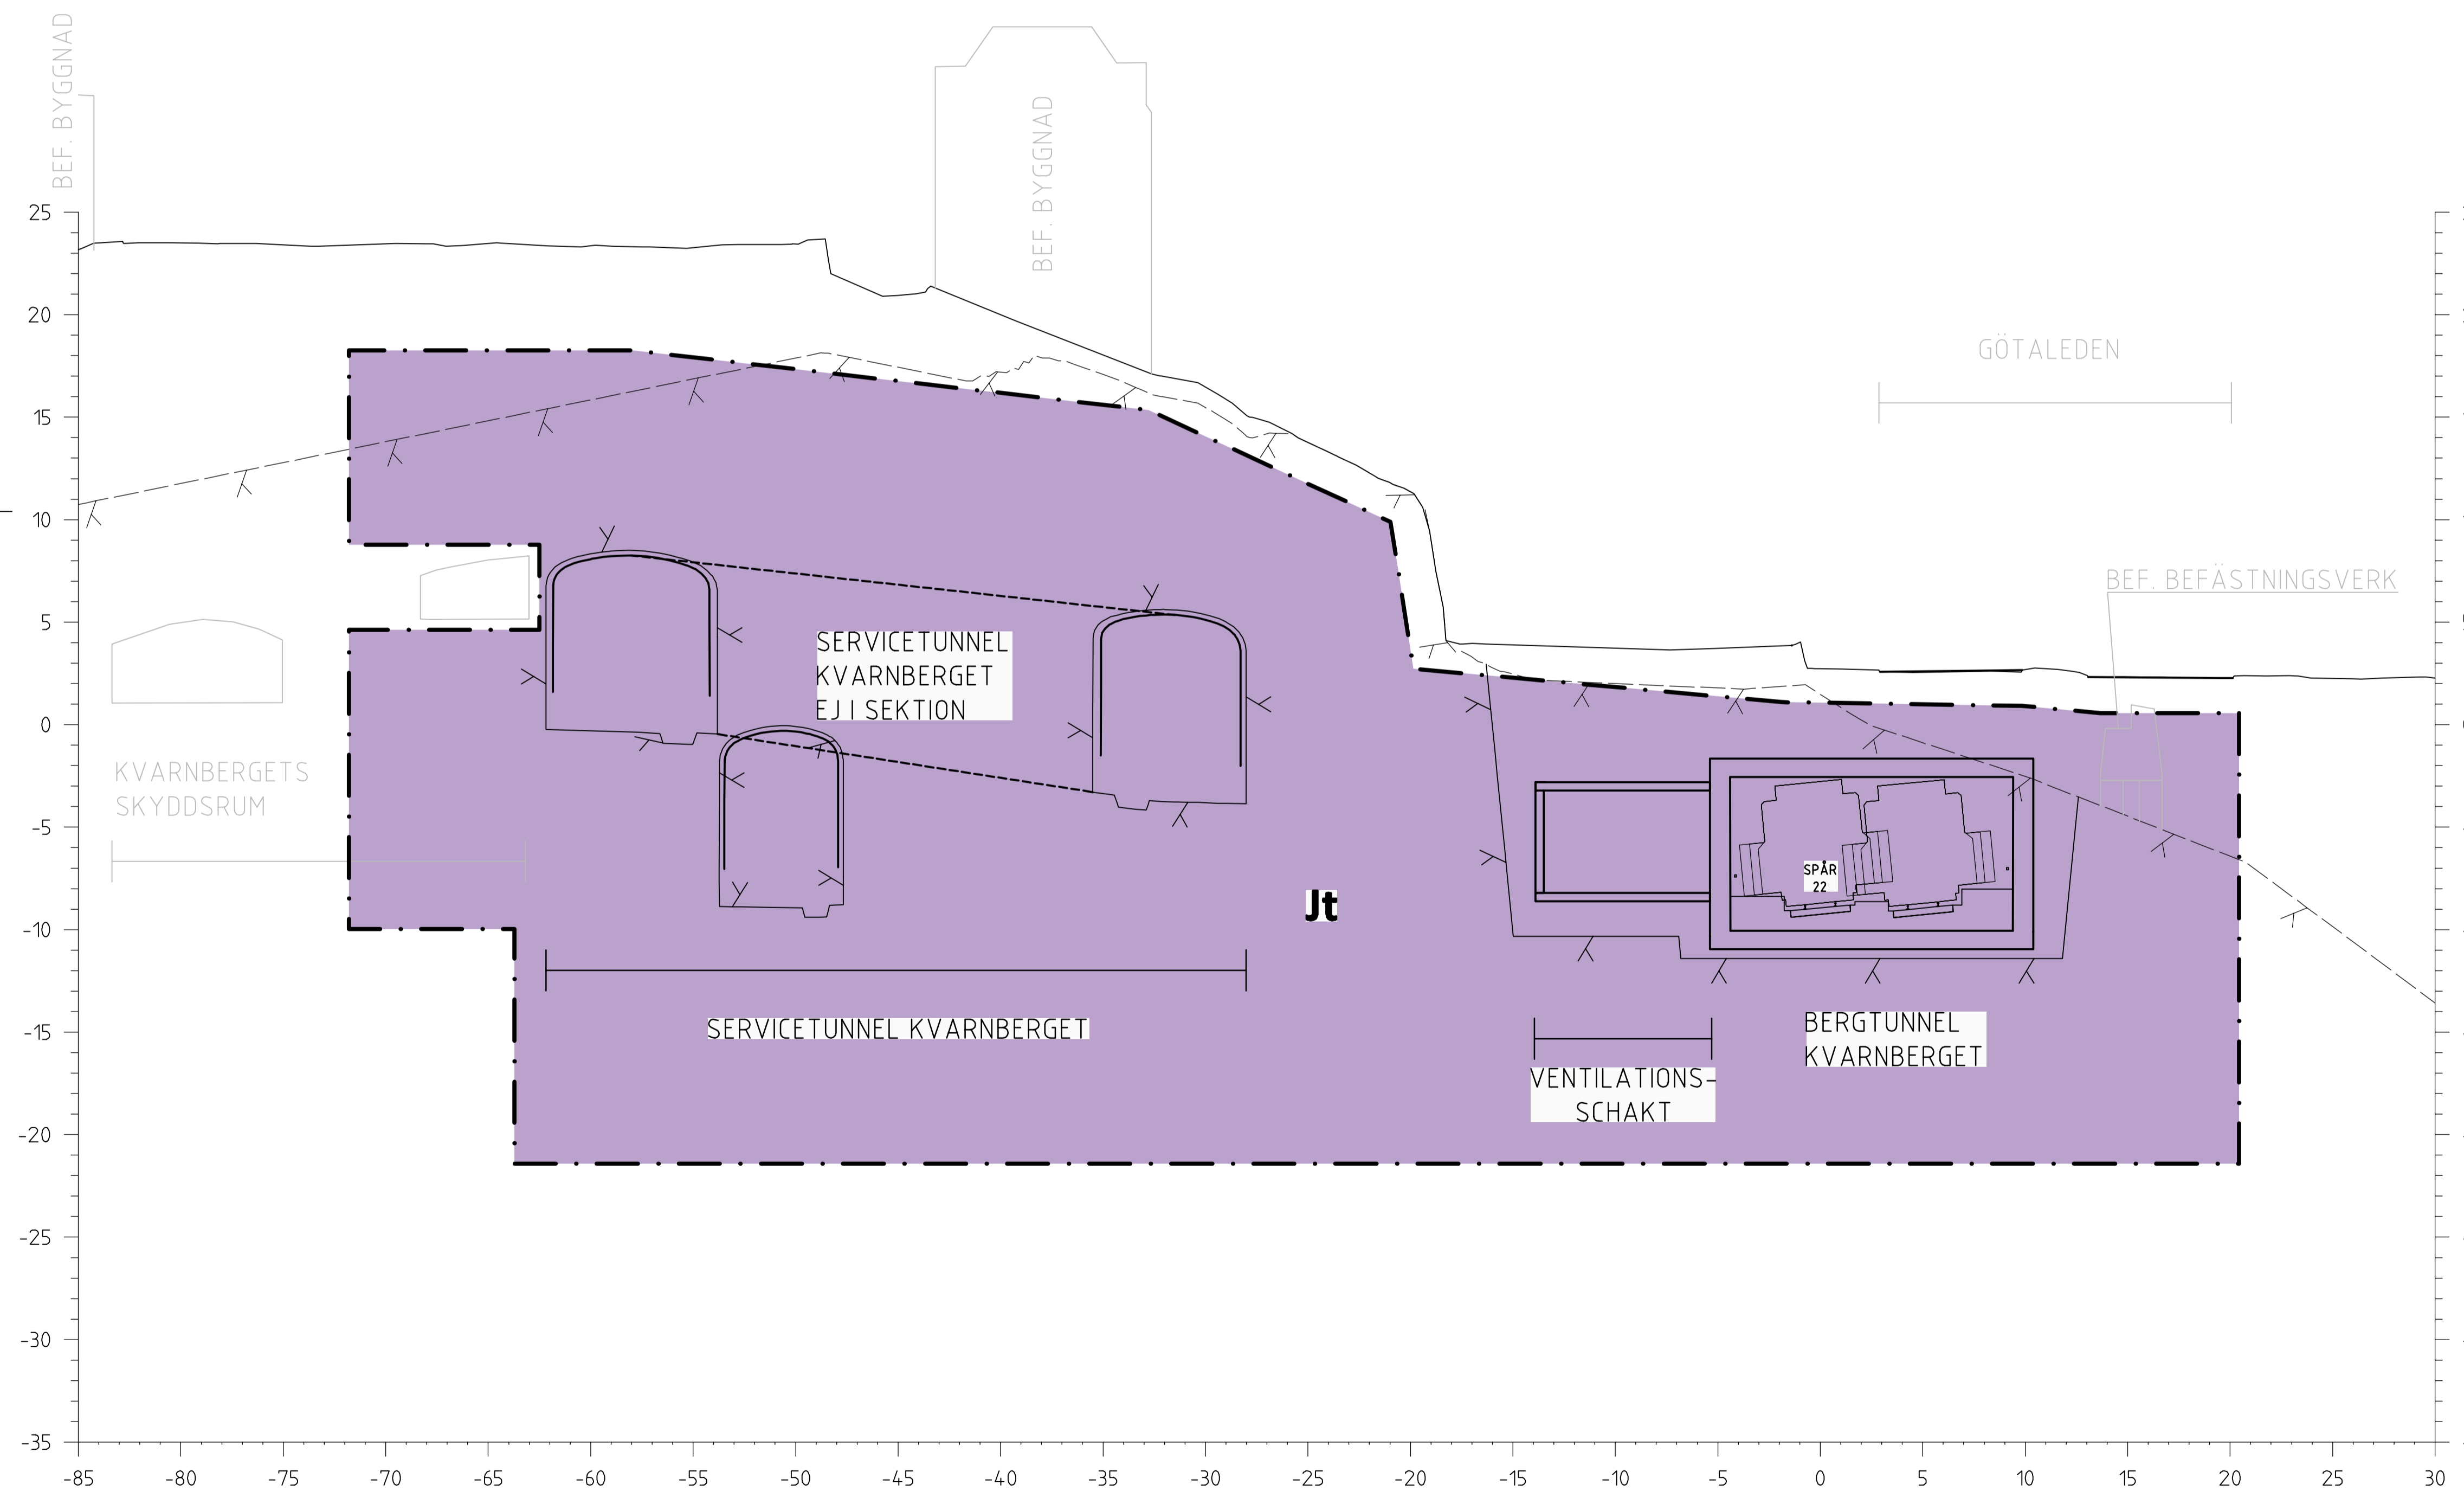 BEF. BYGGNAD
BEF. BYGGNAD
GÖTALEDEN
BEF. BEFÄSTNINGSVERK
SERVICETUNNEL
KVARNBERGET
EJ I SEKTION
KVARNBERGETS
SKYDDSRUM
SPÅR
22
Jt
SERVICETUNNEL KVARNBERGET
BERGTUNNEL
KVARNBERGET
VENTILATIONS-
SCHAKT
25
20
15
10
5
0
-5
-10
-15
-20
-25
-30
-35
-85 -80 -75 -70 -65 -60 -55 -50 -45 -40 -35 -30 -25 -20 -15 -10 -5 0 5 10 15 20 25 30